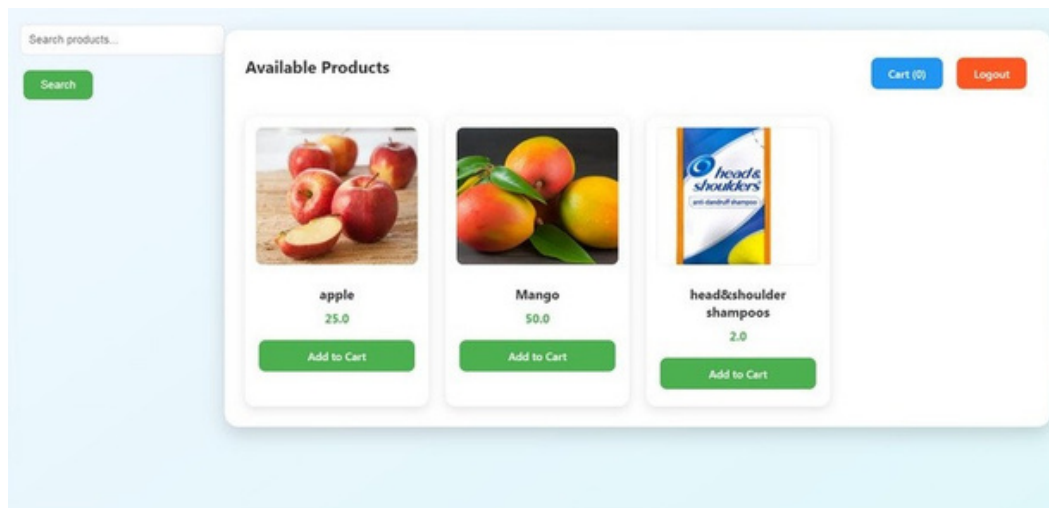 Search products...
Search
Available Products
Cart (0)
Logout
head&
shoulders
anti-dandruff shampoo
apple
25.0
Add to Cart
Mango
50.0
Add to Cart
head&shoulder
shampoos
2.0
Add to Cart